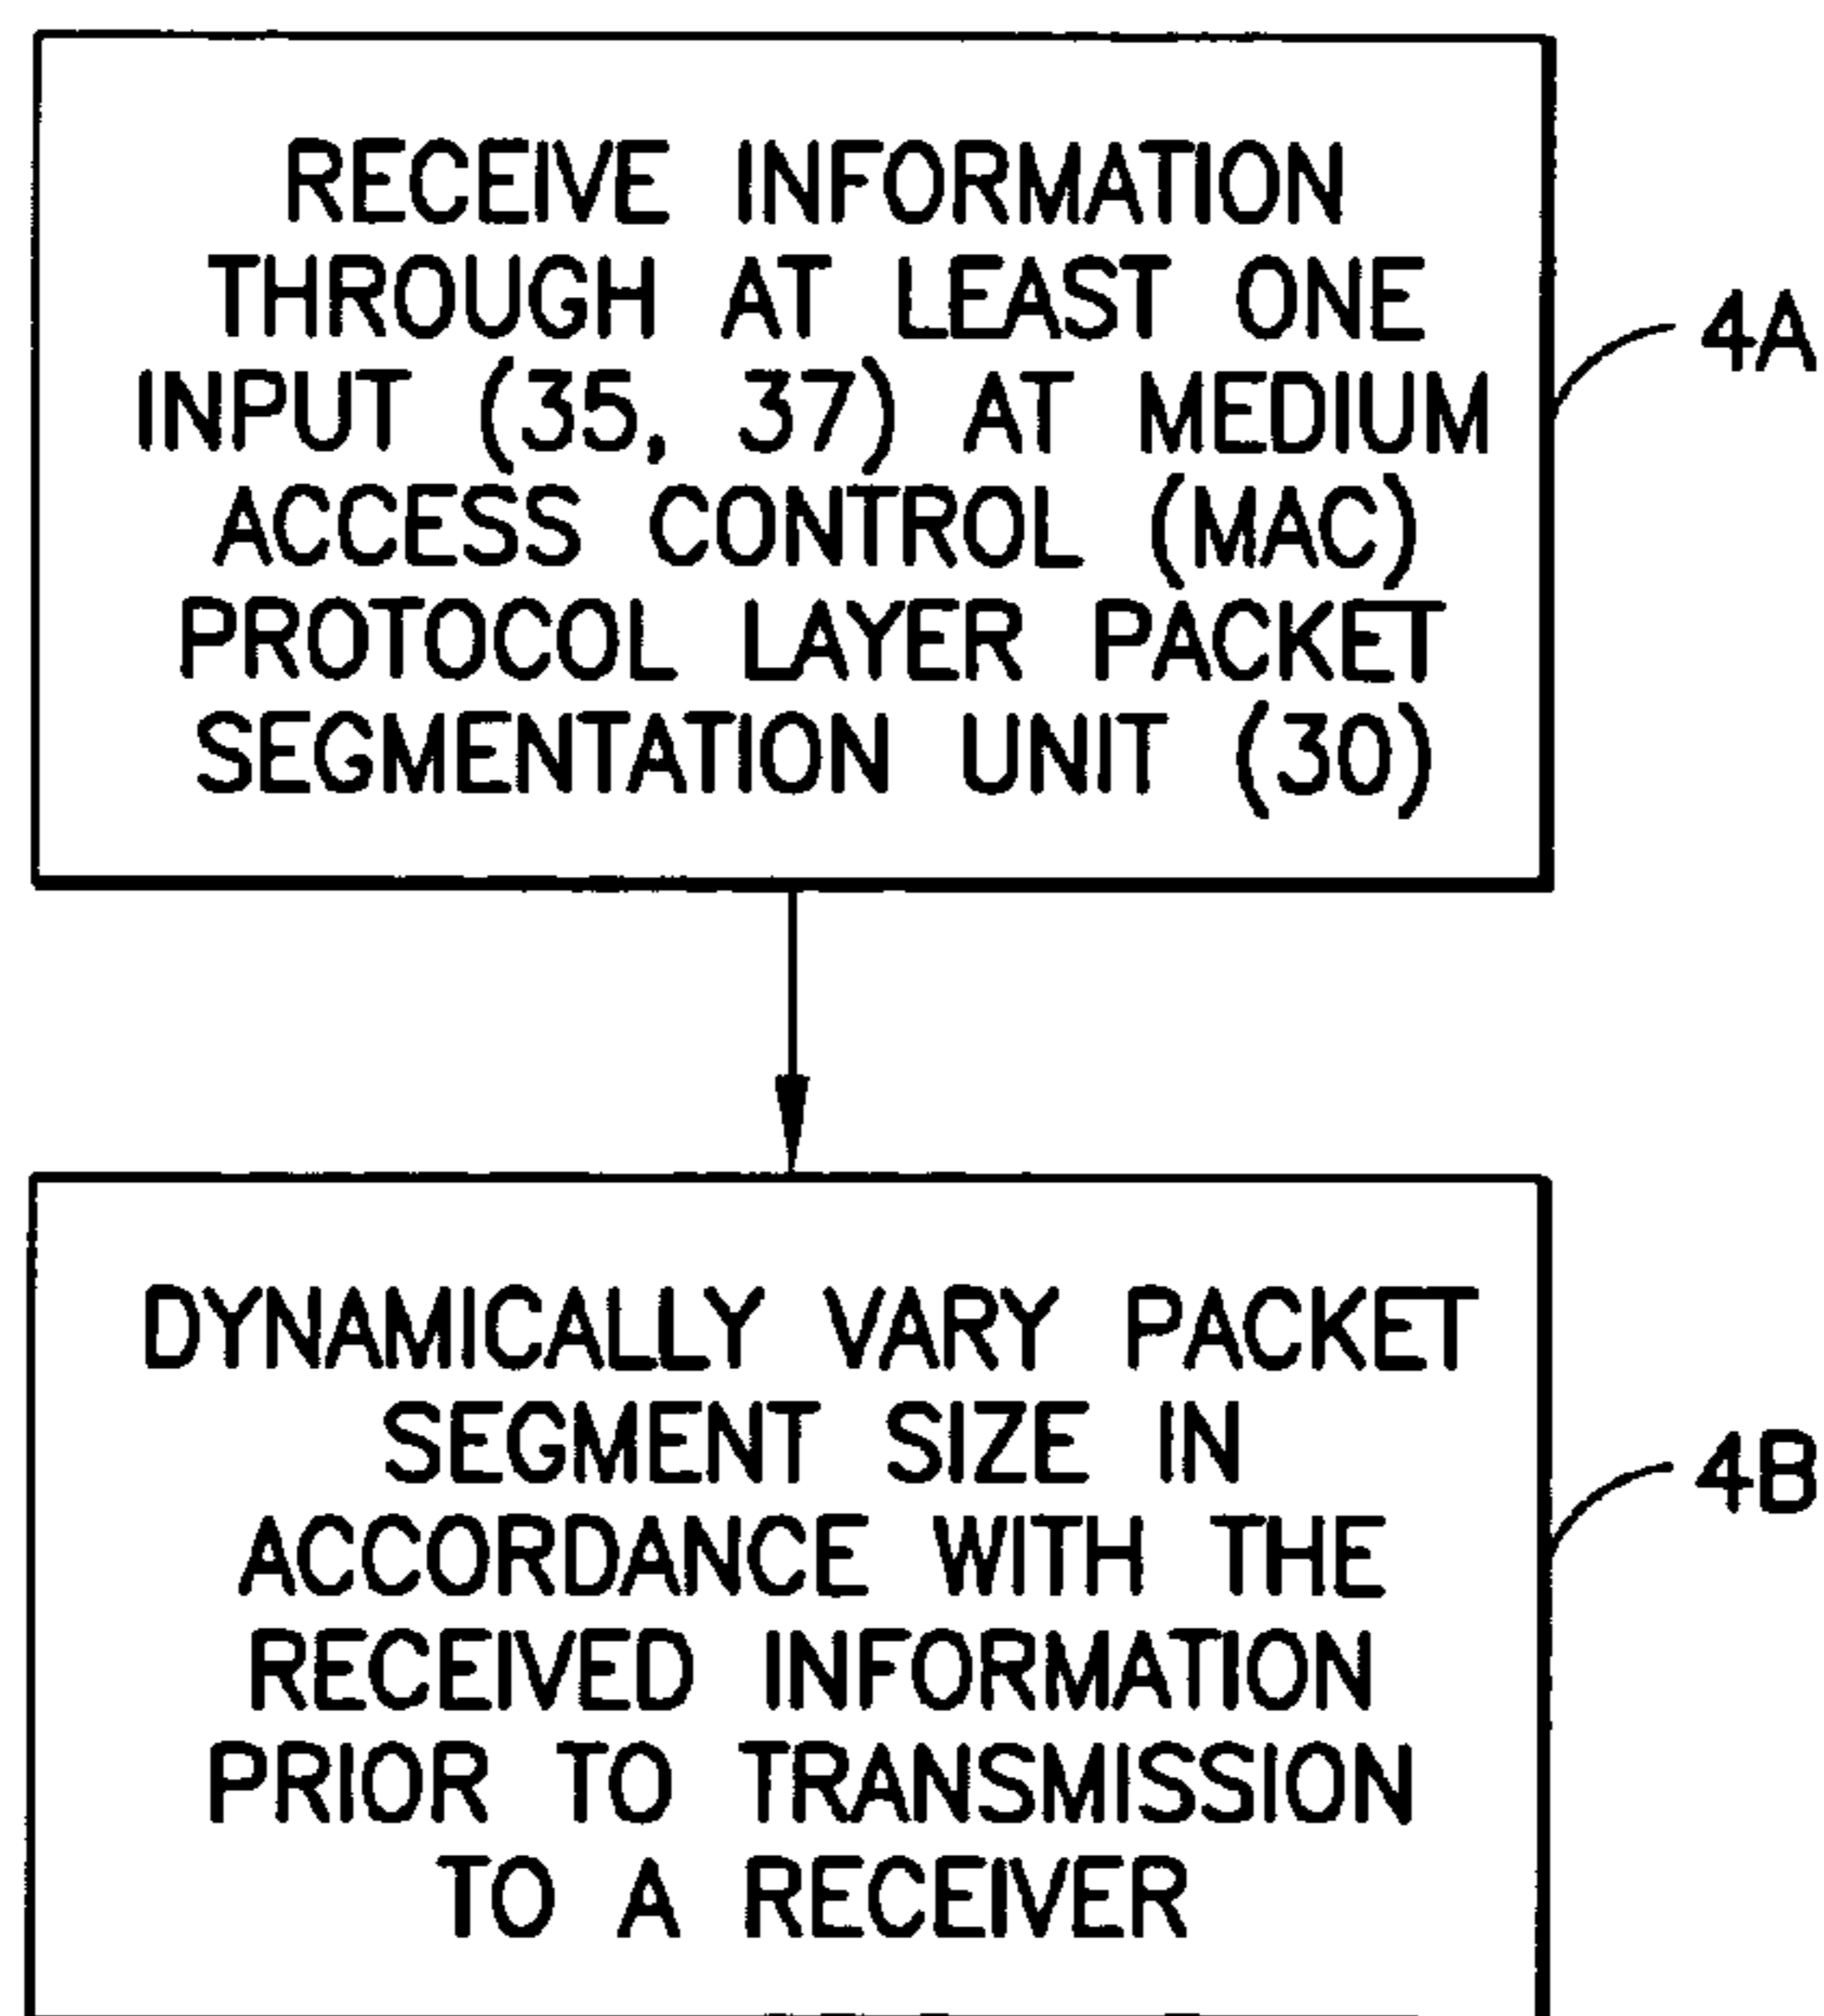 RECEIVE INFORMATION
THROUGH AT LEAST ONE
INPUT (35, 37) AT MEDIUM
ACCESS CONTROL (MAC)
PROTOCOL LAYER PACKET
SEGMENTATION UNIT (30)
4A
DYNAMICALLY VARY PACKET
SEGMENT SIZE IN
ACCORDANCE WITH THE
RECEIVED INFORMATION
PRIOR TO TRANSMISSION
TO A RECEIVER
4B